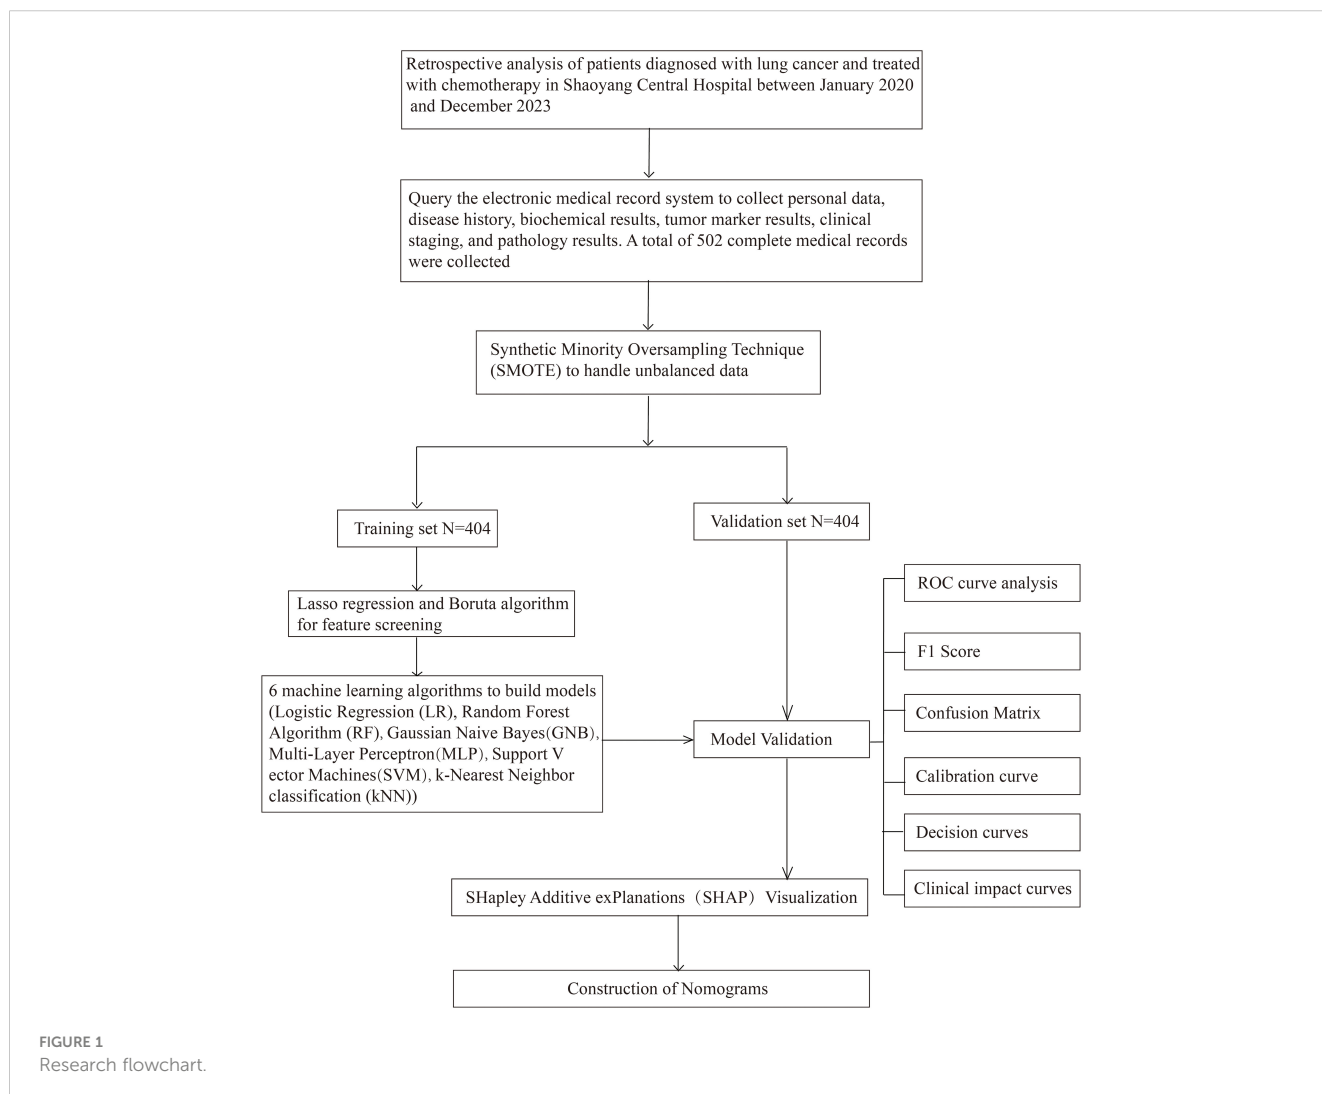 Retrospective analysis of patients diagnosed with lung cancer and treated
with chemotherapy in Shaoyang Central Hospital between January 2020
and December 2023
Query the electronic medical record system to collect personal data,
disease history, biochemical results, tumor marker results, clinical
staging, and pathology results. A total of 502 complete medical records
were collected
Synthetic Minority Oversampling Technique
(SMOTE) to handle unbalanced data
Training set N=404
Validation set N=404
Lasso regression and Boruta algorithm
for feature screening
6 machine learning algorithms to build models
(Logistic Regression (LR), Random Forest
Algorithm (RF), Gaussian Naive Bayes(GNB),
Multi-Layer Perceptron(MLP), Support V
ector Machines(SVM), k-Nearest Neighbor
classification (kNN))
Model Validation
ROC curve analysis
F1 Score
Confusion Matrix
Calibration curve
Decision curves
Clinical impact curves
SHapley Additive exPlanations（SHAP）Visualization
Construction of Nomograms
FIGURE 1
Research flowchart.